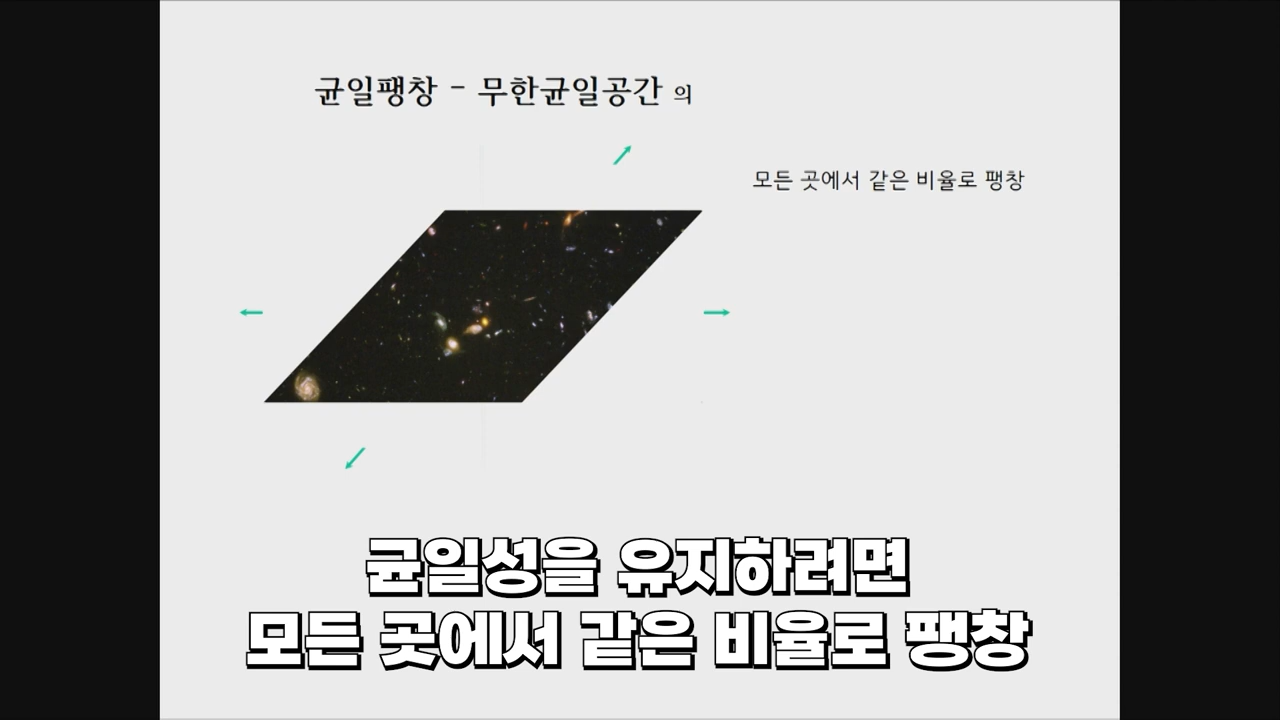 균일팽창 - 무한균일공간 의
모든 곳에서 같은 비율로 팽창
균일성을 유지하려면
모든 곳에서 같은 비율로 팽창